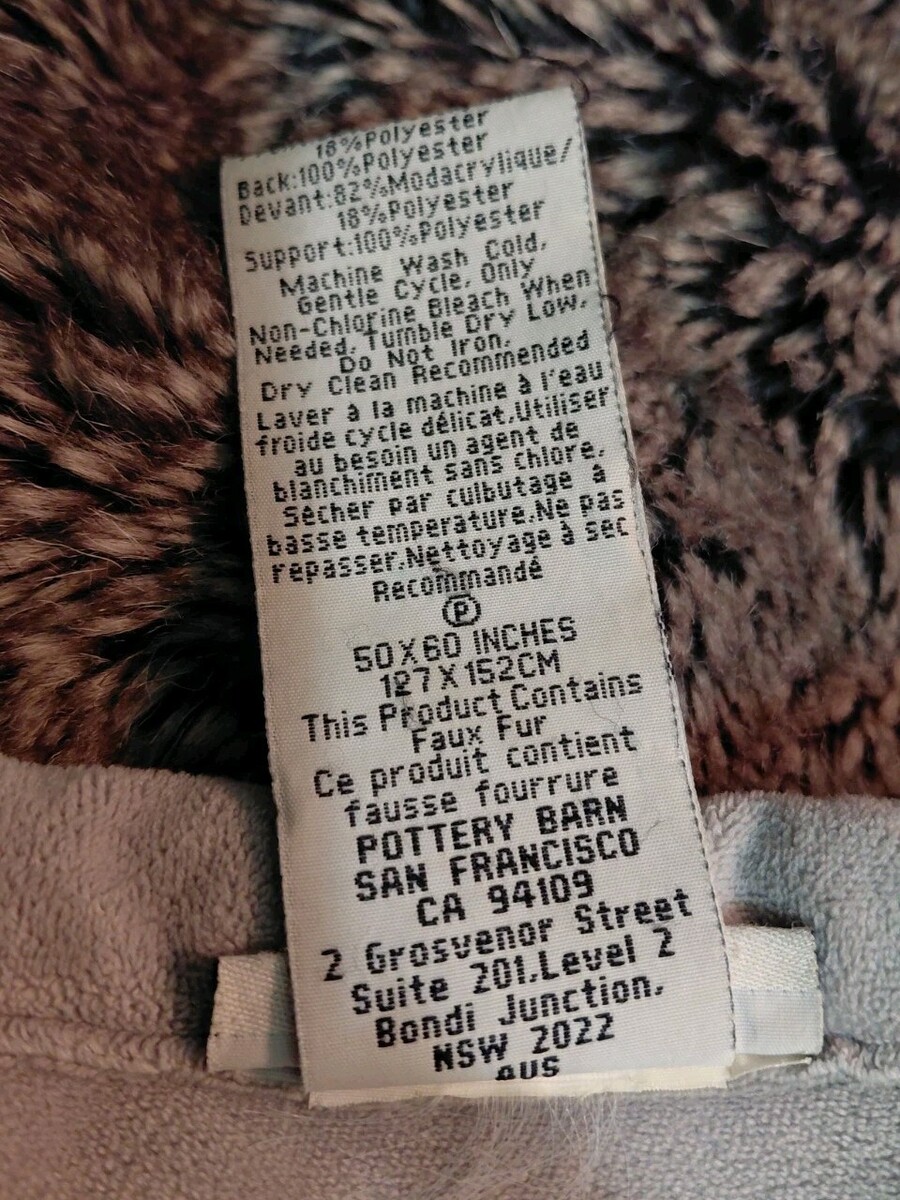 18%Polyester
Back:100%Polyester
Devant:82%Modacrylique/
18%Polyester
Support:100%Polyester
Machine Wash Cold,
Gentle Cycle, Only
Non-Chlorine Bleach When
Needed, Tumble Dry Low,
Do Not Iron,
Dry Clean Recommended
Laver à la machine à l'eau
froide cycle délicat.Utiliser
au besoin un agent de
blanchiment sans chlore.
Sécher par culbutage à
basse température.Ne pas
repasser.Nettoyage à sec
Recommandé
Ⓟ
50X60 INCHES
127X152CM
This Product Contains
Faux Fur
Ce produit contient
fausse fourrure
POTTERY BARN
SAN FRANCISCO
CA 94109
2 Grosvenor Street
Suite 201,Level 2
Bondi Junction,
NSW 2022
AUS